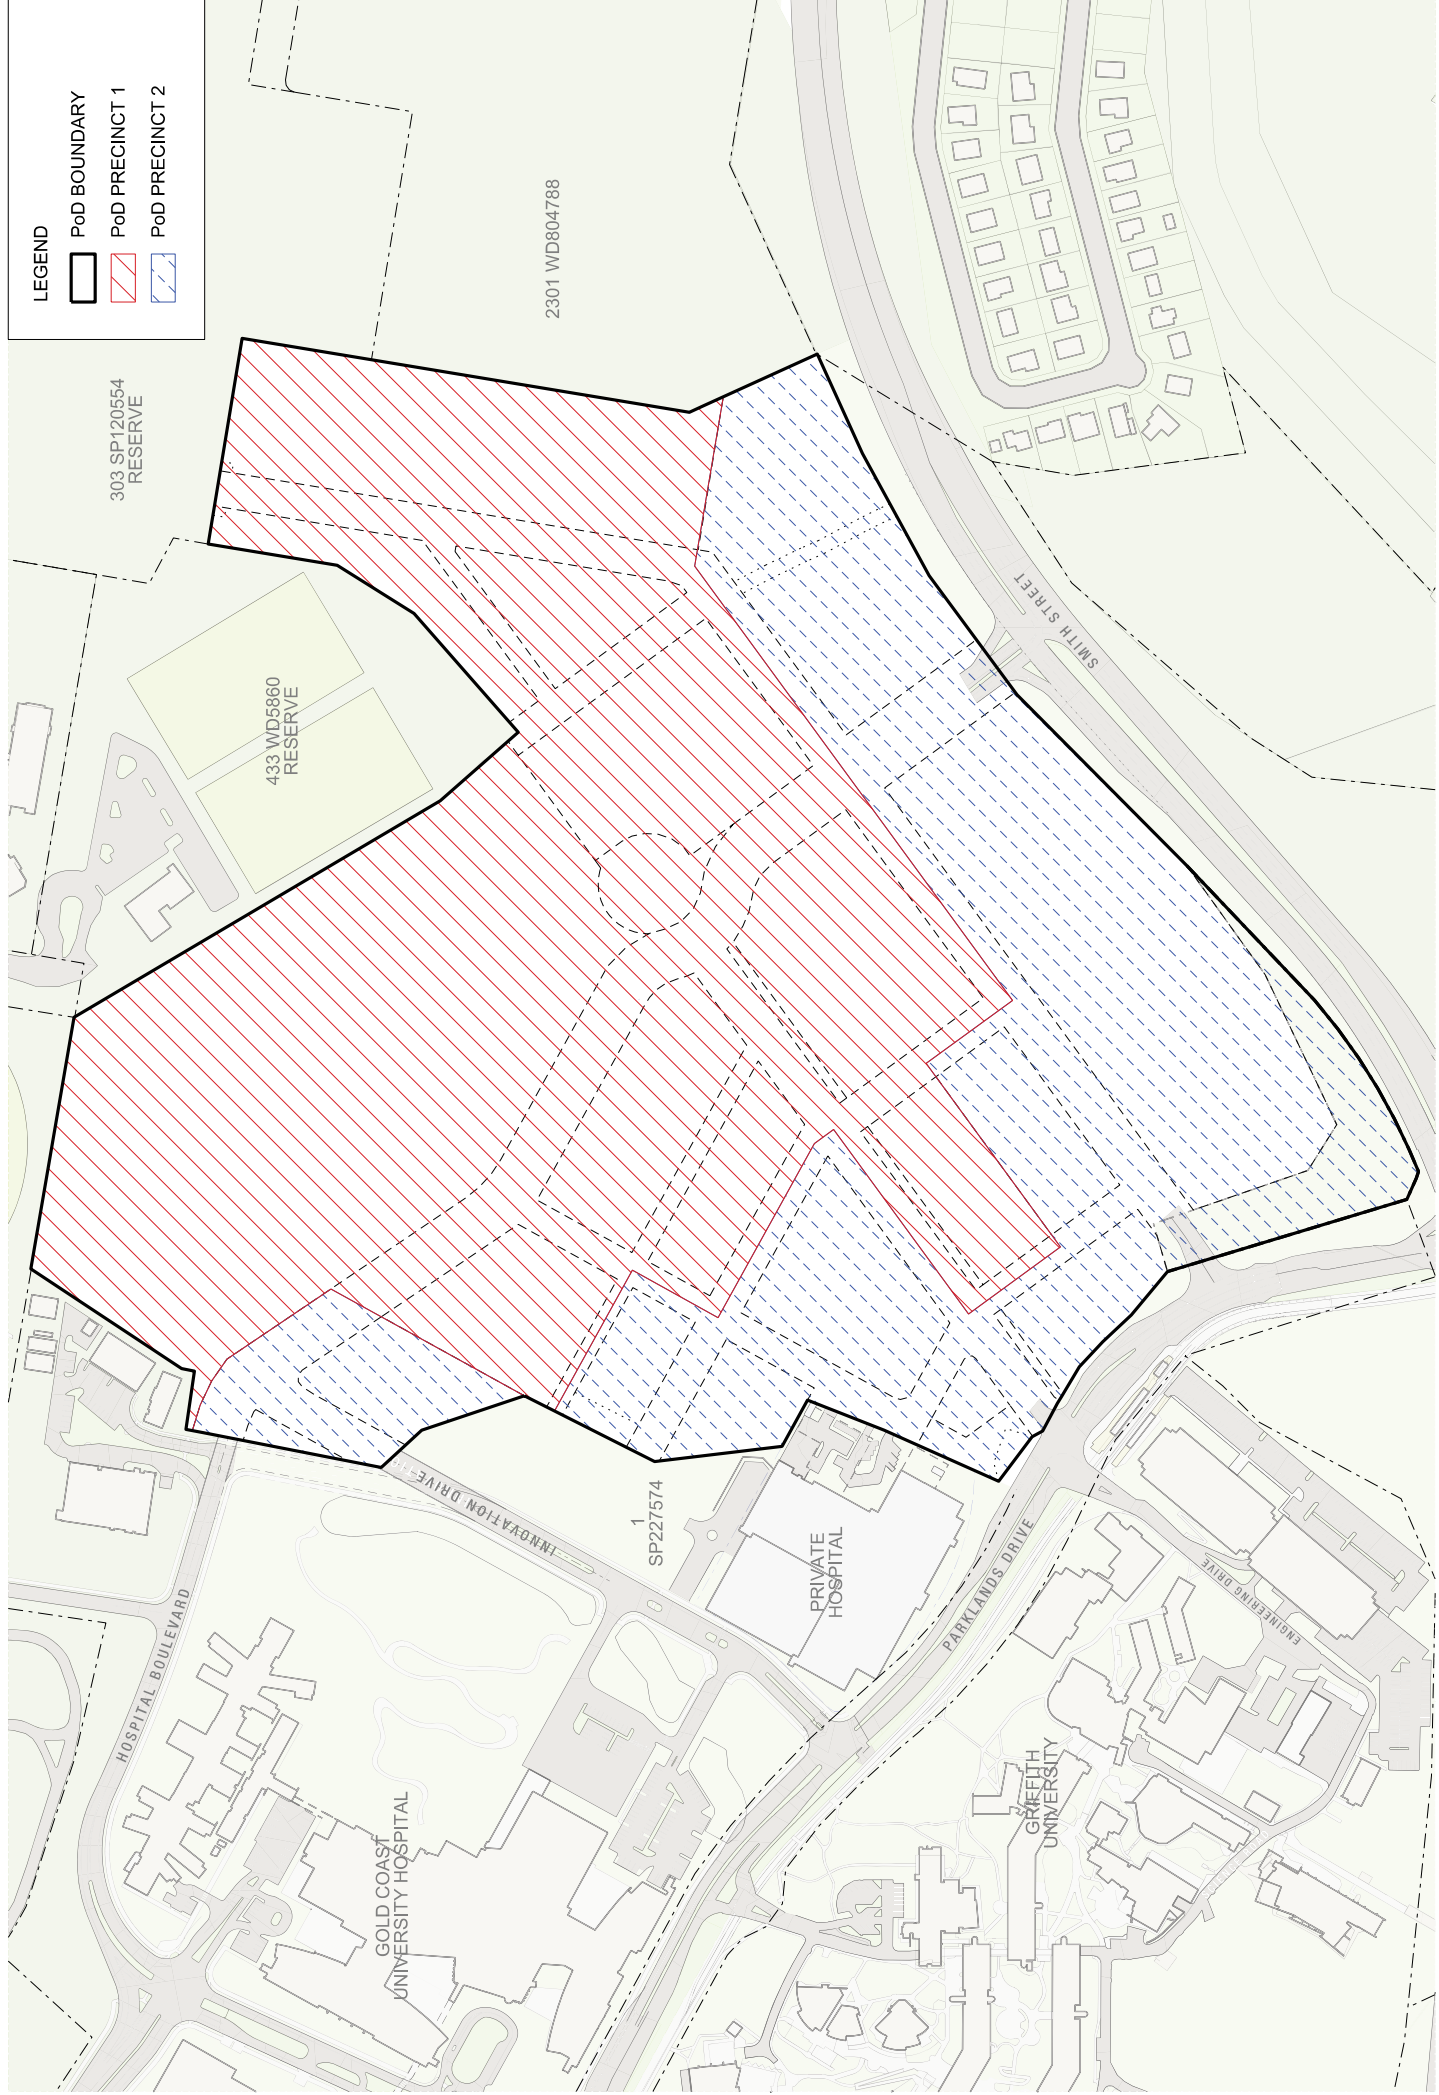 LEGEND
PoD BOUNDARY
PoD PRECINCT 1
PoD PRECINCT 2
303 SP120554
RESERVE
2301 WD804788
433 WD5860
RESERVE
SMITH STREET
INNOVATION DRIVE
1
SP227574
PRIVATE
HOSPITAL
PARKLANDS DRIVE
ENGINEERING DRIVE
HOSPITAL BOULEVARD
GOLD COAST
UNIVERSITY HOSPITAL
GRIFFITH
UNIVERSITY